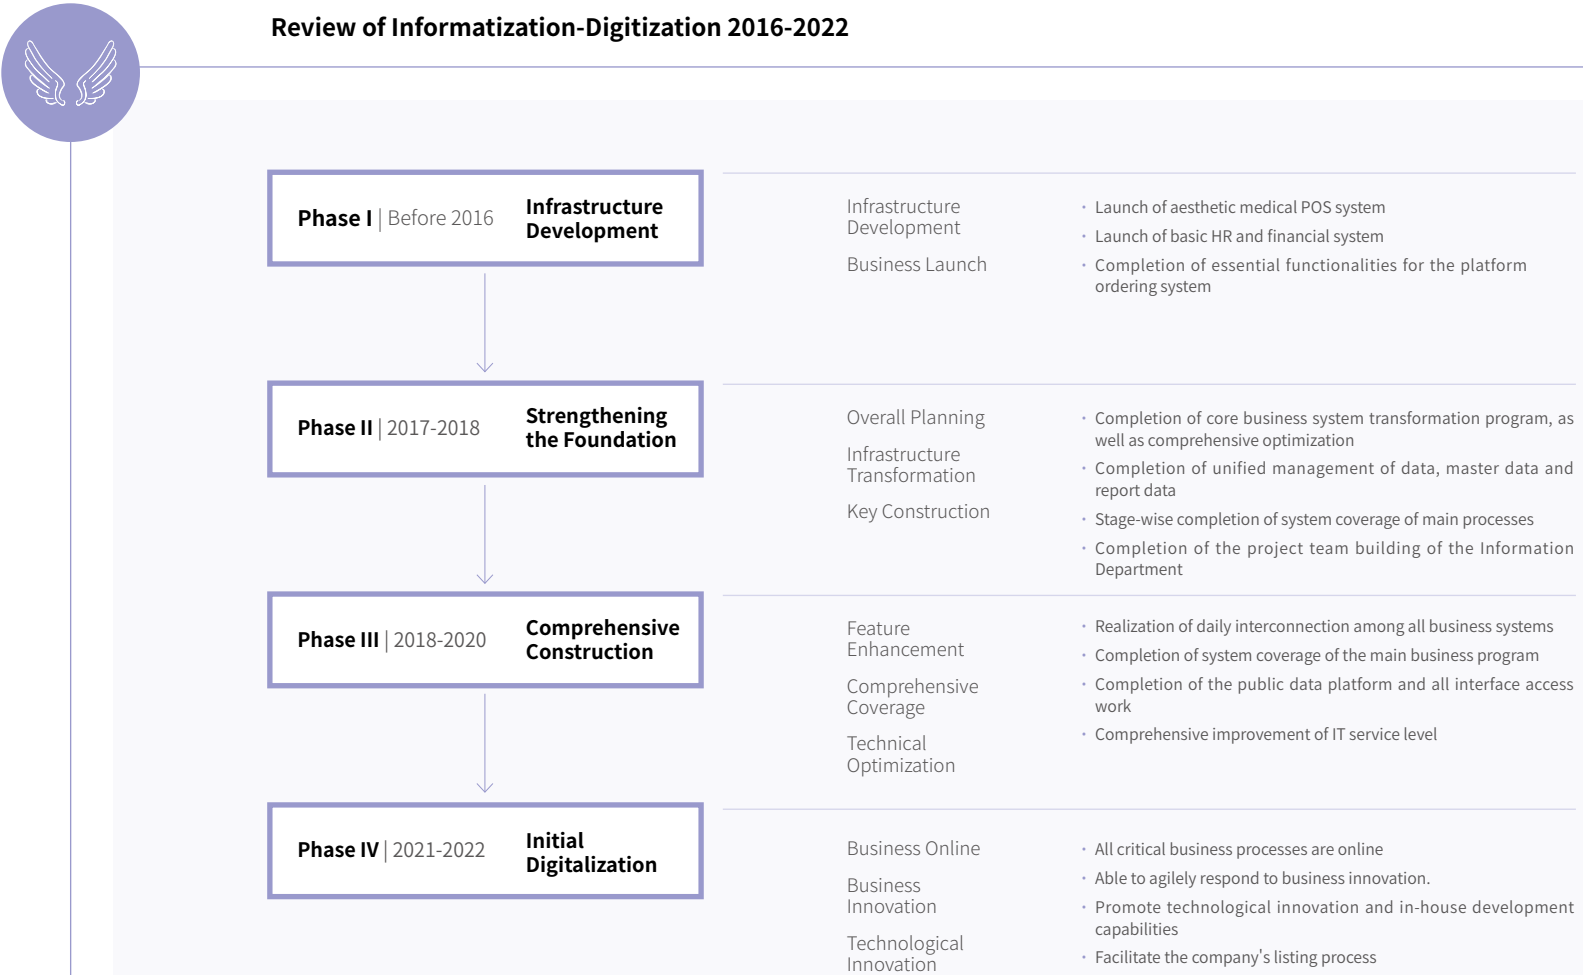 Review of Informatization-Digitization 2016-2022
Phase I | Before 2016
Infrastructure
Development
Infrastructure
Development
Business Launch
· Launch of aesthetic medical POS system
· Launch of basic HR and financial system
· Completion of essential functionalities for the platform
ordering system
Phase II | 2017-2018
Strengthening
the Foundation
Overall Planning
Infrastructure
Transformation
Key Construction
· Completion of core business system transformation program, as
well as comprehensive optimization
· Completion of unified management of data, master data and
report data
· Stage-wise completion of system coverage of main processes
· Completion of the project team building of the Information
Department
Phase III | 2018-2020
Comprehensive
Construction
Feature
Enhancement
Comprehensive
Coverage
Technical
Optimization
· Realization of daily interconnection among all business systems
· Completion of system coverage of the main business program
· Completion of the public data platform and all interface access
work
· Comprehensive improvement of IT service level
Phase IV | 2021-2022
Initial
Digitalization
Business Online
Business
Innovation
Technological
Innovation
· All critical business processes are online
· Able to agilely respond to business innovation.
· Promote technological innovation and in-house development
capabilities
· Facilitate the company's listing process